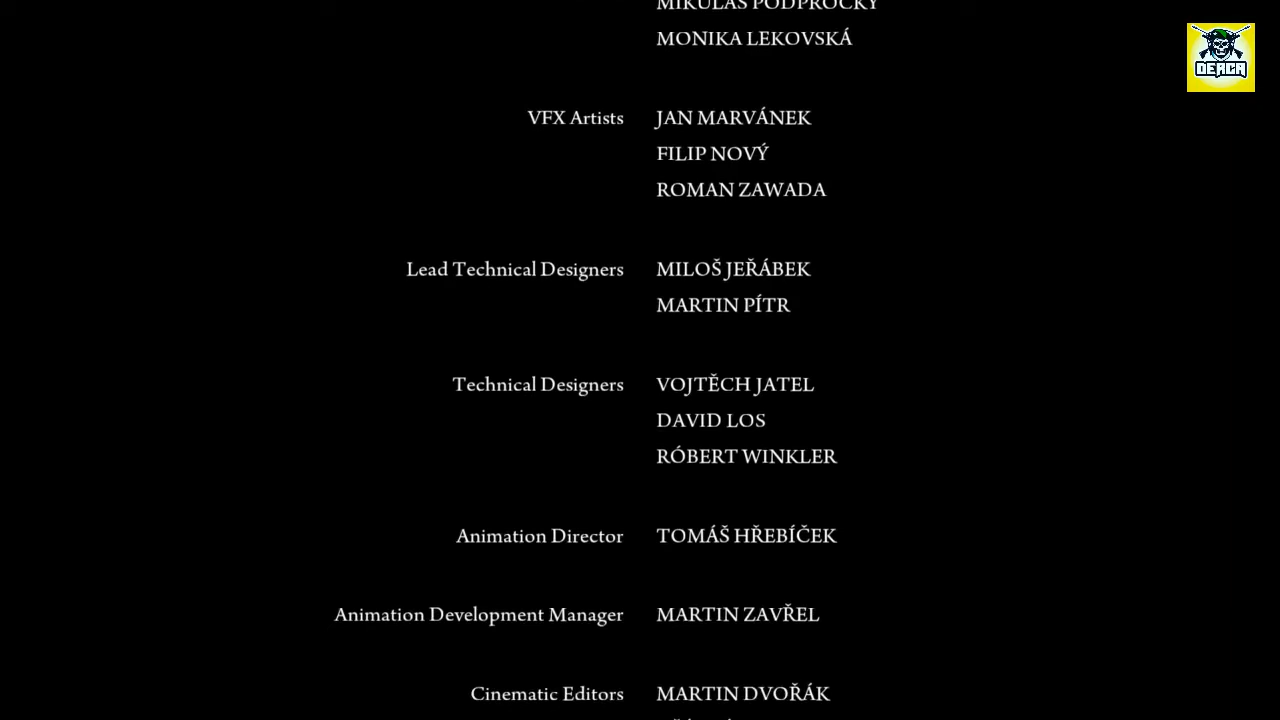 MIKULÁŠ PODPROCKÝ
MONIKA LEKOVSKÁ
VFX Artists JAN MARVÁNEK
FILIP NOVÝ
ROMAN ZAWADA
Lead Technical Designers MILOŠ JEŘÁBEK
MARTIN PÍTR
Technical Designers VOJTĚCH JATEL
DAVID LOS
RÓBERT WINKLER
Animation Director TOMÁŠ HŘEBÍČEK
Animation Development Manager MARTIN ZAVŘEL
Cinematic Editors MARTIN DVOŘÁK